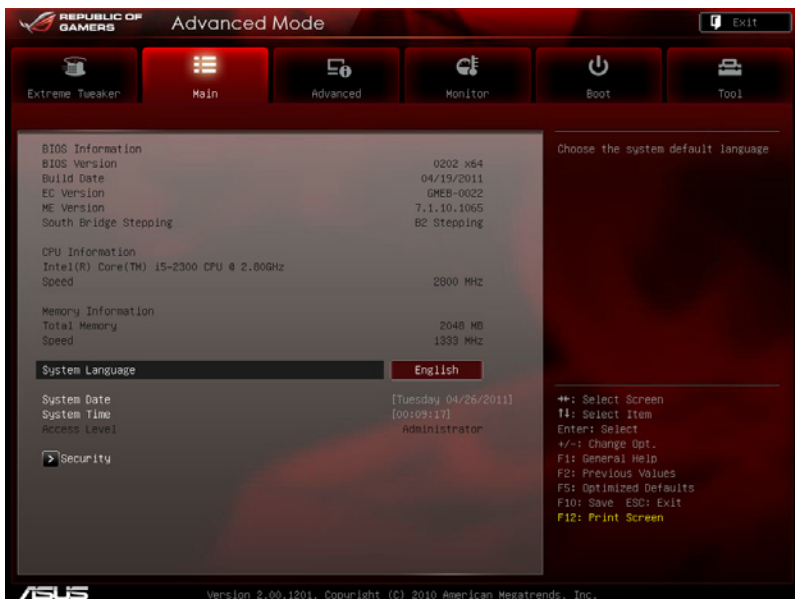 REPUBLIC OF GAMERS Advanced Mode Exit
Extreme Tweaker Main Advanced Monitor Boot Tool
BIOS Information
BIOS Version 0202 x64
Build Date 04/19/2011
EC Version GMEB-0022
ME Version 7.1.10.1065
South Bridge Stepping B2 Stepping
CPU Information
Intel(R) Core(TM) i5-2300 CPU @ 2.80GHz
Speed 2800 MHz
Memory Information
Total Memory 2048 MB
Speed 1333 MHz
System Language English
System Date [Tuesday 04/26/2011]
System Time [00:09:17]
Access Level Administrator
> Security
Choose the system default language
→←: Select Screen
↑↓: Select Item
Enter: Select
+/-: Change Opt.
F1: General Help
F2: Previous Values
F5: Optimized Defaults
F10: Save ESC: Exit
F12: Print Screen
ASUS Version 2.00.1201. Copyright (C) 2010 American Megatrends, Inc.